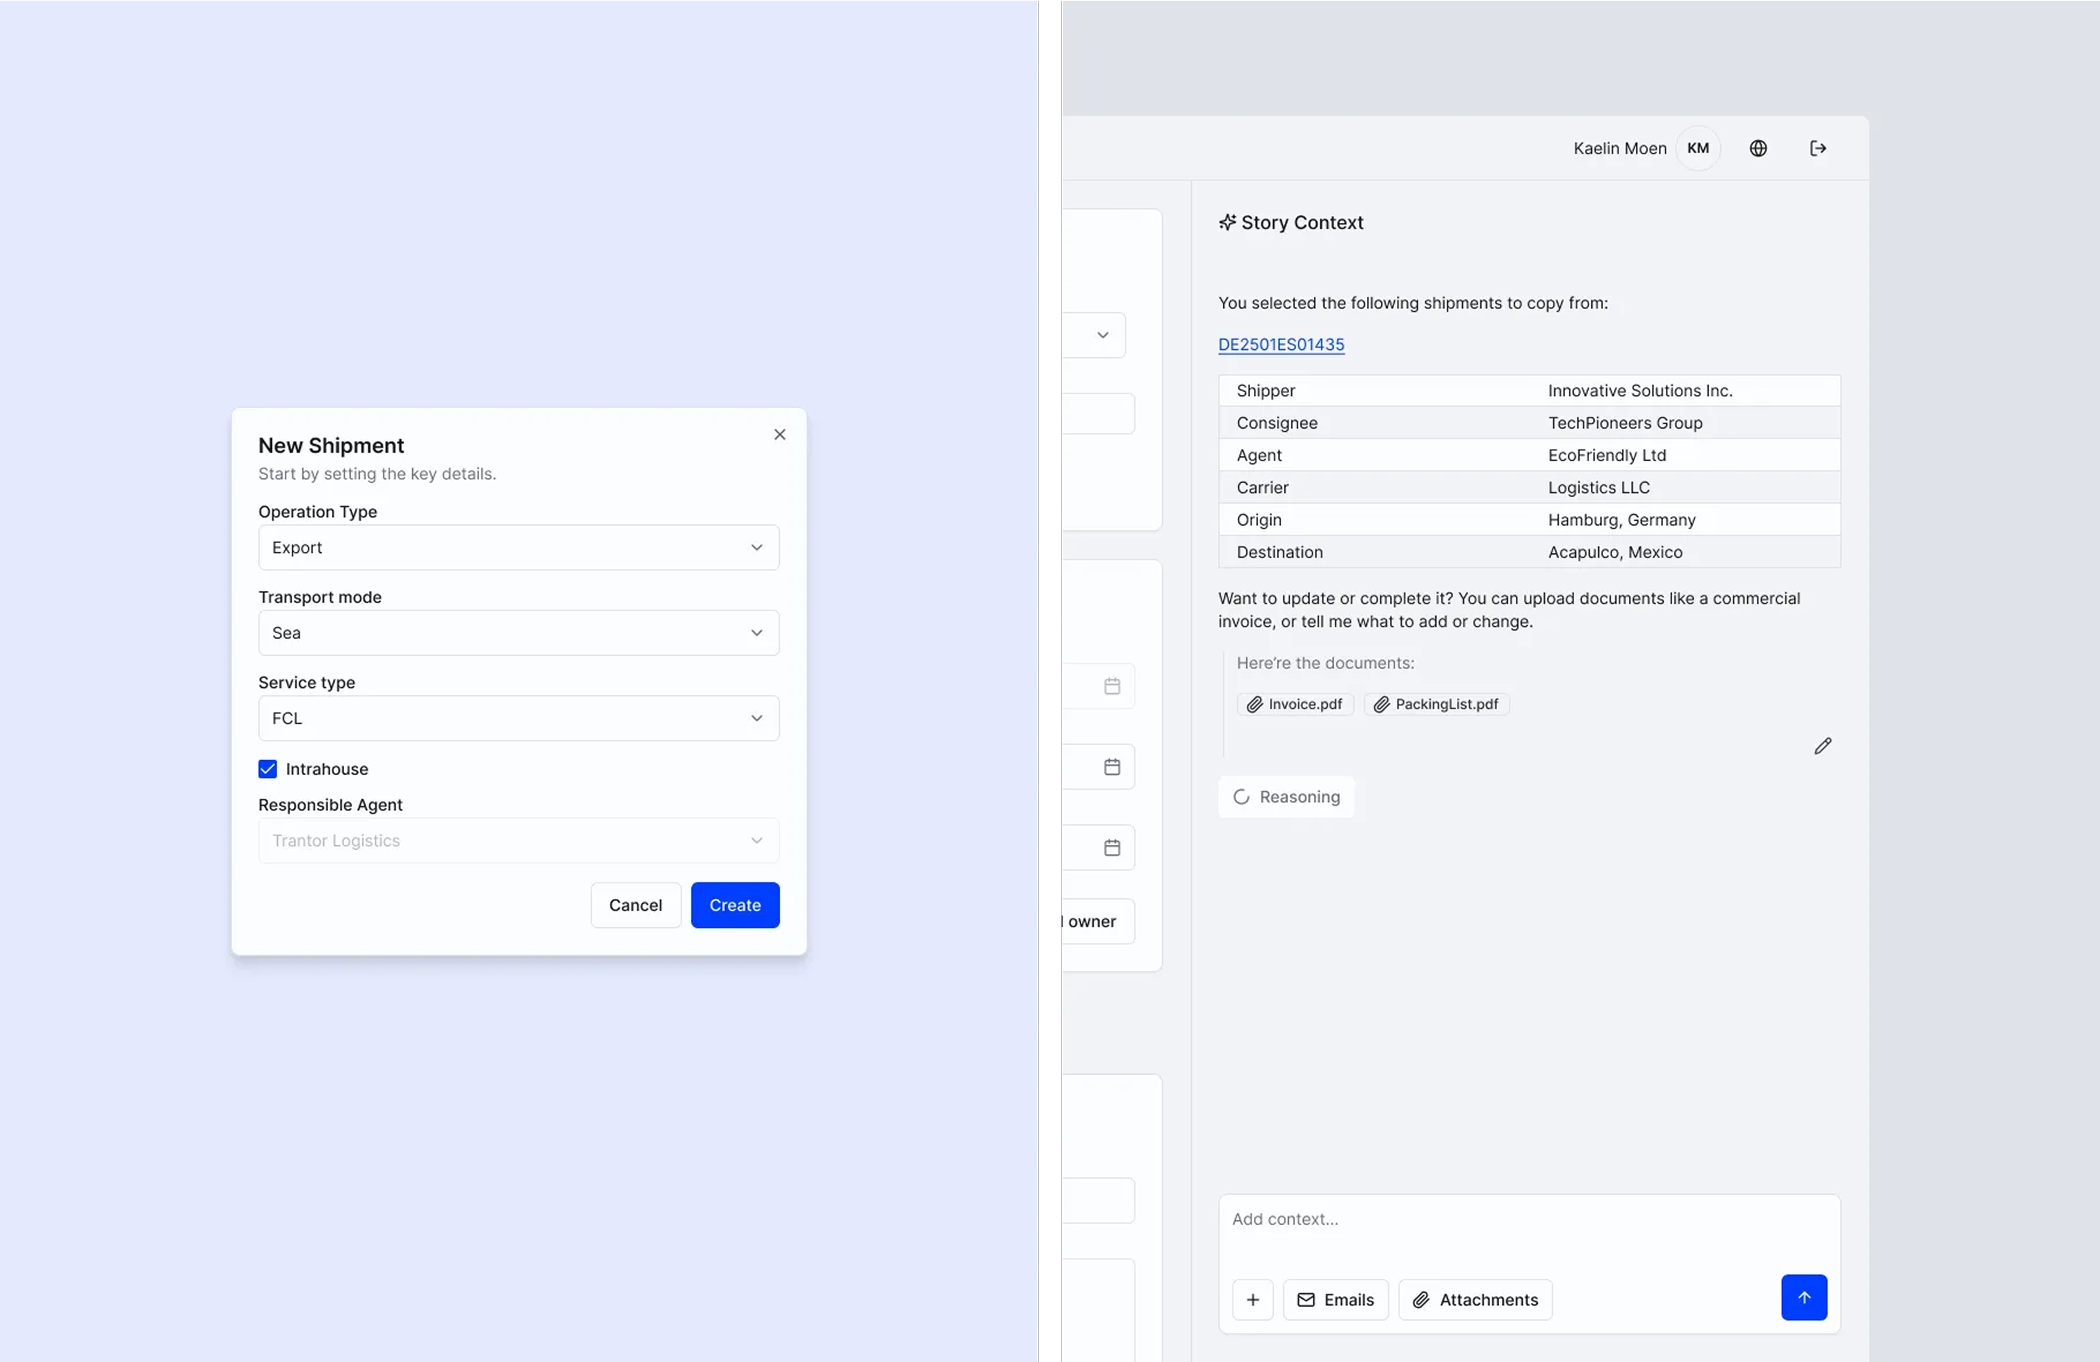 New Shipment
Start by setting the key details.
Operation Type
Export
Transport mode
Sea
Service type
FCL
Intrahouse
Responsible Agent
Trantor Logistics
Cancel
Create
Kaelin Moen
KM
Story Context
You selected the following shipments to copy from:
DE2501ES01435
Shipper Innovative Solutions Inc.
Consignee TechPioneers Group
Agent EcoFriendly Ltd
Carrier Logistics LLC
Origin Hamburg, Germany
Destination Acapulco, Mexico
Want to update or complete it? You can upload documents like a commercial
invoice, or tell me what to add or change.
Here’re the documents:
Invoice.pdf PackingList.pdf
Reasoning
owner
Add context...
Emails
Attachments